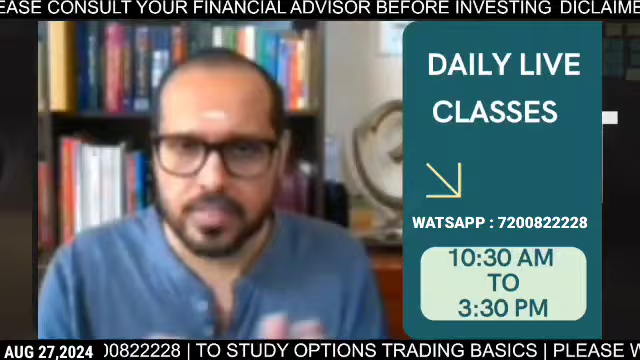 EASE CONSULT YOUR FINANCIAL ADVISOR BEFORE INVESTING DICLAIME
DAILY LIVE
CLASSES
WATSAPP : 7200822228
10:30 AM
TO
3:30 PM
AUG 27,2024 00822228 | TO STUDY OPTIONS TRADING BASICS | PLEASE W